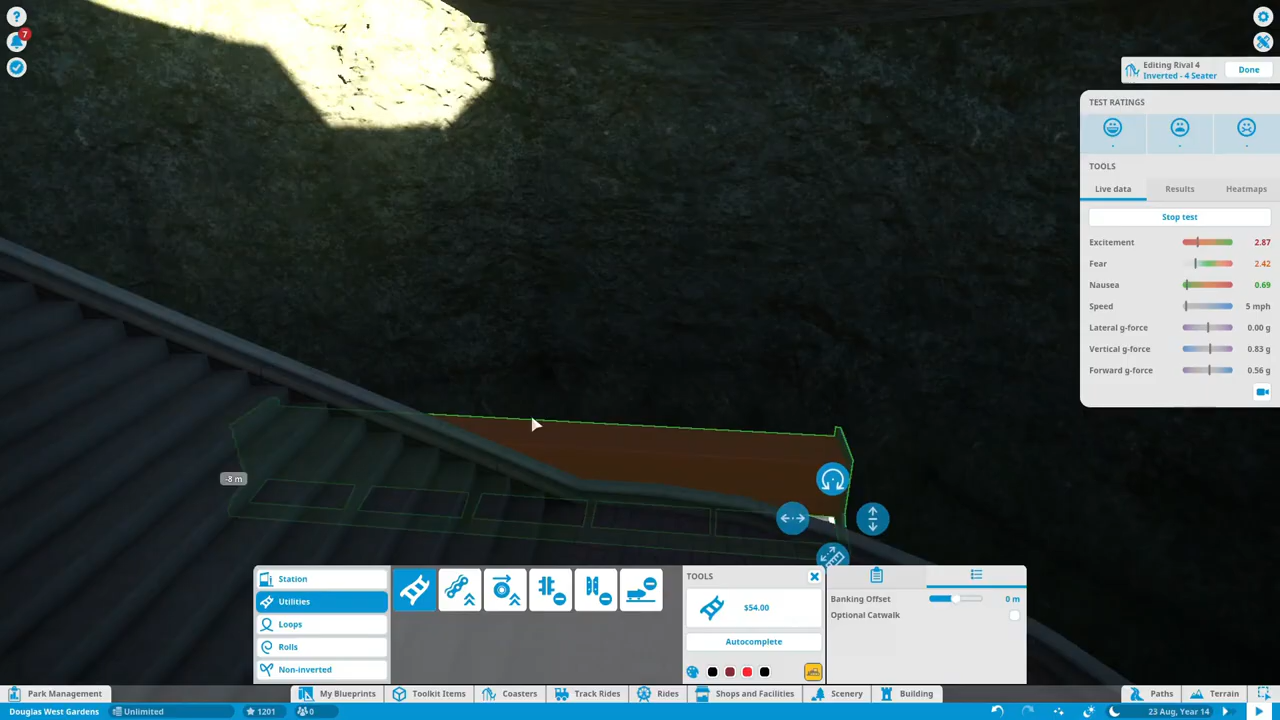 ?
7
Editing Rival 4
Inverted - 4 Seater
Done
TEST RATINGS
- - -
TOOLS
Live data Results Heatmaps
Stop test
Excitement 2.87
Fear 2.42
Nausea 0.69
Speed 5 mph
Lateral g-force 0.00 g
Vertical g-force 0.83 g
Forward g-force 0.56 g
-8 m
Station
Utilities
Loops
Rolls
Non-inverted
TOOLS
$54.00
Autocomplete
Banking Offset 0 m
Optional Catwalk
Park Management My Blueprints Toolkit Items Coasters Track Rides Rides Shops and Facilities Scenery Building Paths Terrain
Douglas West Gardens Unlimited 1201 0 23 Aug, Year 14